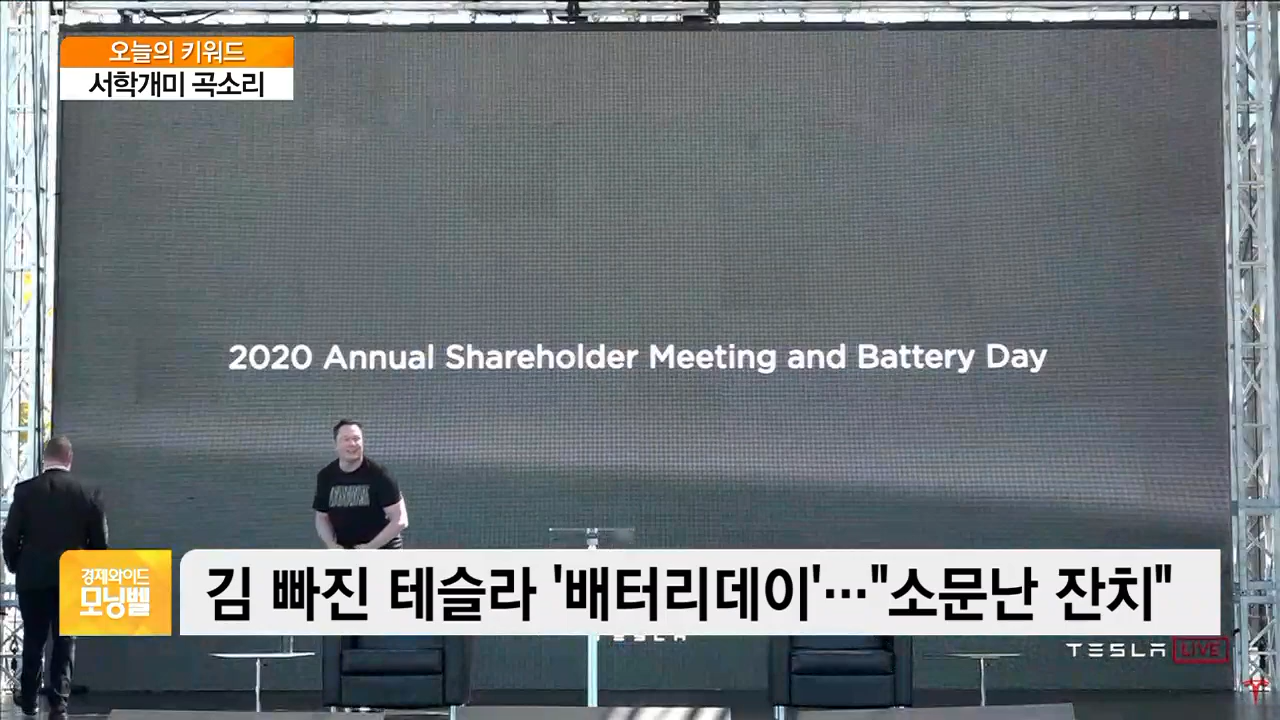 오늘의 키워드
서학개미 곡소리
2020 Annual Shareholder Meeting and Battery Day
경제와이드
모닝벨
김 빠진 테슬라 '배터리데이'…"소문난 잔치"
TESLA
TESLA LIVE